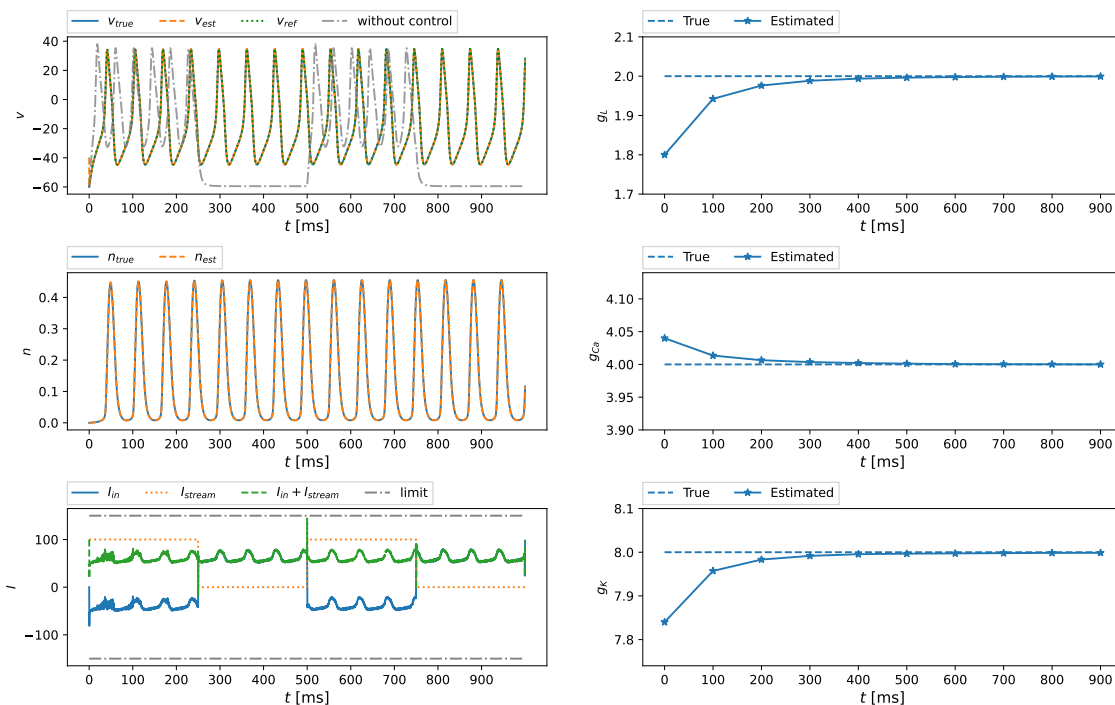 v_true v_est v_ref without control
40
20
0
−20
−40
−60
v
0 100 200 300 400 500 600 700 800 900
t [ms]
True Estimated
2.1
2.0
1.9
1.8
1.7
g_L
0 100 200 300 400 500 600 700 800 900
t [ms]
n_true n_est
0.4
0.2
0.0
n
0 100 200 300 400 500 600 700 800 900
t [ms]
True Estimated
4.10
4.05
4.00
3.95
3.90
g_Ca
0 100 200 300 400 500 600 700 800 900
t [ms]
I_in I_stream I_in + I_stream limit
100
0
−100
I
0 100 200 300 400 500 600 700 800 900
t [ms]
True Estimated
8.1
8.0
7.9
7.8
g_K
0 100 200 300 400 500 600 700 800 900
t [ms]